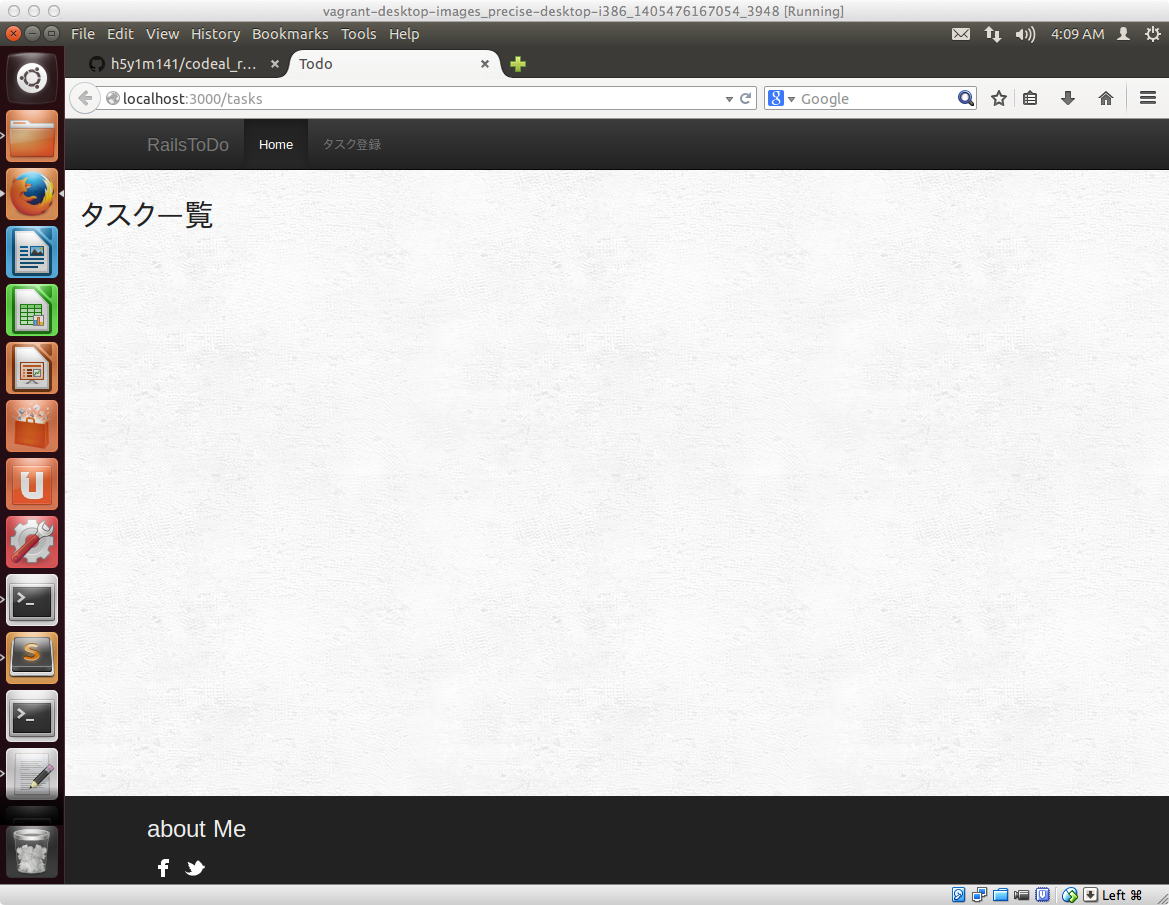 vagrant-desktop-images_precise-desktop-i386_1405476167054_3948 [Running]
File Edit View History Bookmarks Tools Help
4:09 AM
h5y1m141/codeal_r...
Todo
localhost:3000/tasks
Google
RailsToDo
Home
タスク登録
タスク一覧
about Me
Left ⌘